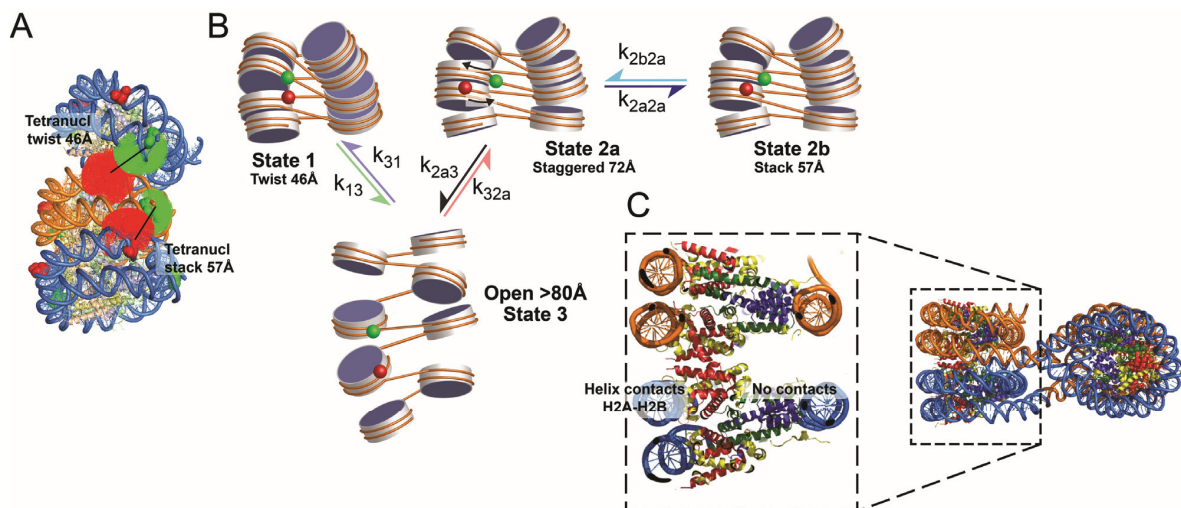 A
Tetranucl
twist 46Å
Tetranucl
stack 57Å
B
State 1
Twist 46Å
k31
k13
State 2a
Staggered 72Å
k2b2a
k2a2a
State 2b
Stack 57Å
k2a3
k32a
Open >80Å
State 3
C
Helix contacts
H2A-H2B
No contacts